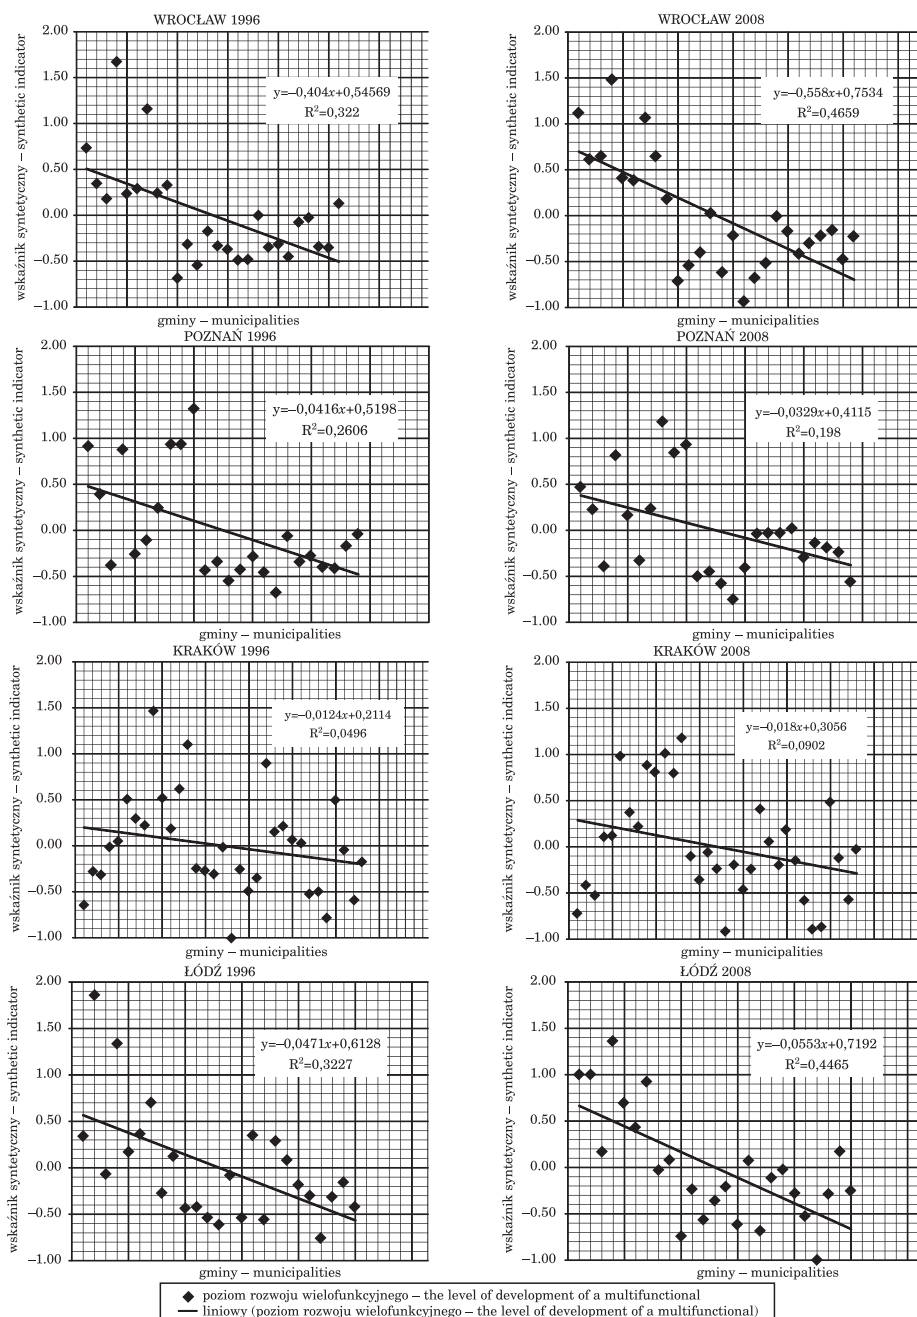 WROCŁAW 1996
wskaźnik syntetyczny – synthetic indicator
2.00
1.50
1.00
0.50
0.00
–0.50
–1.00
y=–0,404x+0,54569
R²=0,322
gminy – municipalities
WROCŁAW 2008
wskaźnik syntetyczny – synthetic indicator
2.00
1.50
1.00
0.50
0.00
–0.50
–1.00
y=–0,558x+0,7534
R²=0,4659
gminy – municipalities
POZNAŃ 1996
wskaźnik syntetyczny – synthetic indicator
2.00
1.50
1.00
0.50
0.00
–0.50
–1.00
y=–0,0416x+0,5198
R²=0,2606
gminy – municipalities
POZNAŃ 2008
wskaźnik syntetyczny – synthetic indicator
2.00
1.50
1.00
0.50
0.00
–0.50
–1.00
y=–0,0329x+0,4115
R²=0,198
gminy – municipalities
KRAKÓW 1996
wskaźnik syntetyczny – synthetic indicator
2.00
1.50
1.00
0.50
0.00
–0.50
–1.00
y=–0,0124x+0,2114
R²=0,0496
gminy – municipalities
KRAKÓW 2008
wskaźnik syntetyczny – synthetic indicator
2.00
1.50
1.00
0.50
0.00
–0.50
–1.00
y=–0,018x+0,3056
R²=0,0902
gminy – municipalities
ŁÓDŹ 1996
wskaźnik syntetyczny – synthetic indicator
2.00
1.50
1.00
0.50
0.00
–0.50
–1.00
y=–0,0471x+0,6128
R²=0,3227
gminy – municipalities
ŁÓDŹ 2008
wskaźnik syntetyczny – synthetic indicator
2.00
1.50
1.00
0.50
0.00
–0.50
–1.00
y=–0,0553x+0,7192
R²=0,4465
gminy – municipalities
poziom rozwoju wielofunkcyjnego – the level of development of a multifunctional
liniowy (poziom rozwoju wielofunkcyjnego – the level of development of a multifunctional)